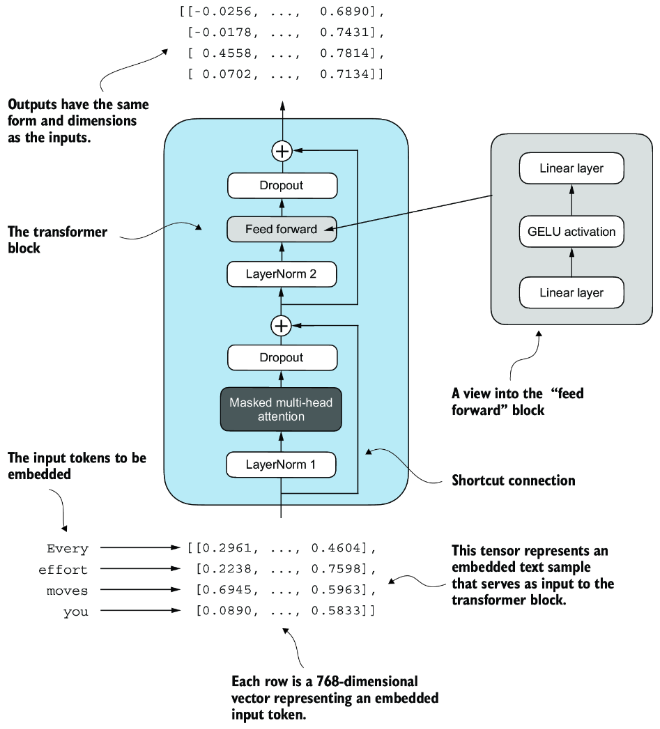 [[-0.0256, ..., 0.6890],
[-0.0178, ..., 0.7431],
[ 0.4558, ..., 0.7814],
[ 0.0702, ..., 0.7134]]
Outputs have the same
form and dimensions
as the inputs.
Dropout
Feed forward
LayerNorm 2
The transformer
block
Dropout
Masked multi-head
attention
LayerNorm 1
Linear layer
GELU activation
Linear layer
A view into the “feed
forward” block
Shortcut connection
The input tokens to be
embedded
Every [[0.2961, ..., 0.4604],
effort [0.2238, ..., 0.7598],
moves [0.6945, ..., 0.5963],
you [0.0890, ..., 0.5833]]
This tensor represents an
embedded text sample
that serves as input to the
transformer block.
Each row is a 768-dimensional
vector representing an embedded
input token.